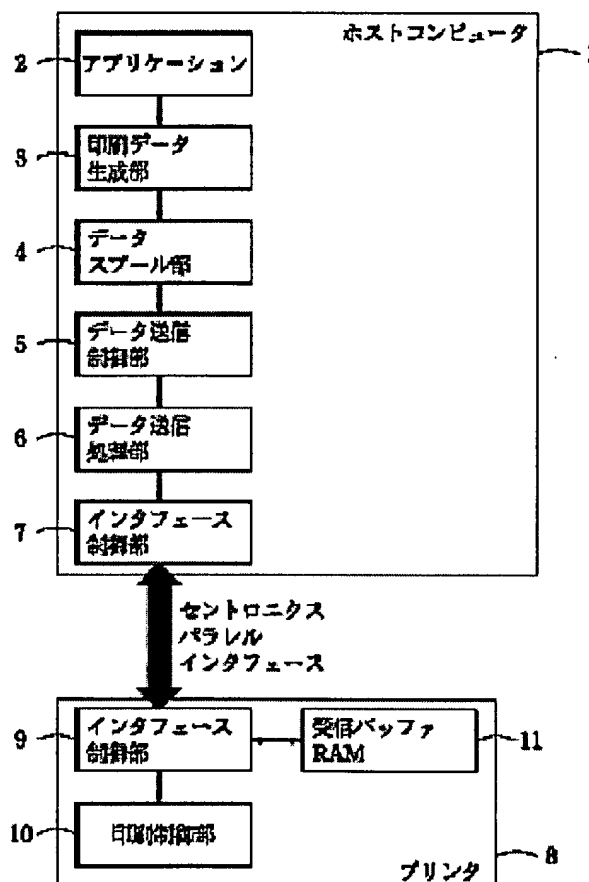 ホストコンピュータ
2
アプリケーション
3
印刷データ
生成部
4
データ
スプール部
5
データ送信
制御部
6
データ送信
処理部
7
インタフェース
制御部
セントロニクス
パラレル
インタフェース
9
インタフェース
制御部
受信バッファ
RAM
11
10
印刷制御部
8
プリンタ